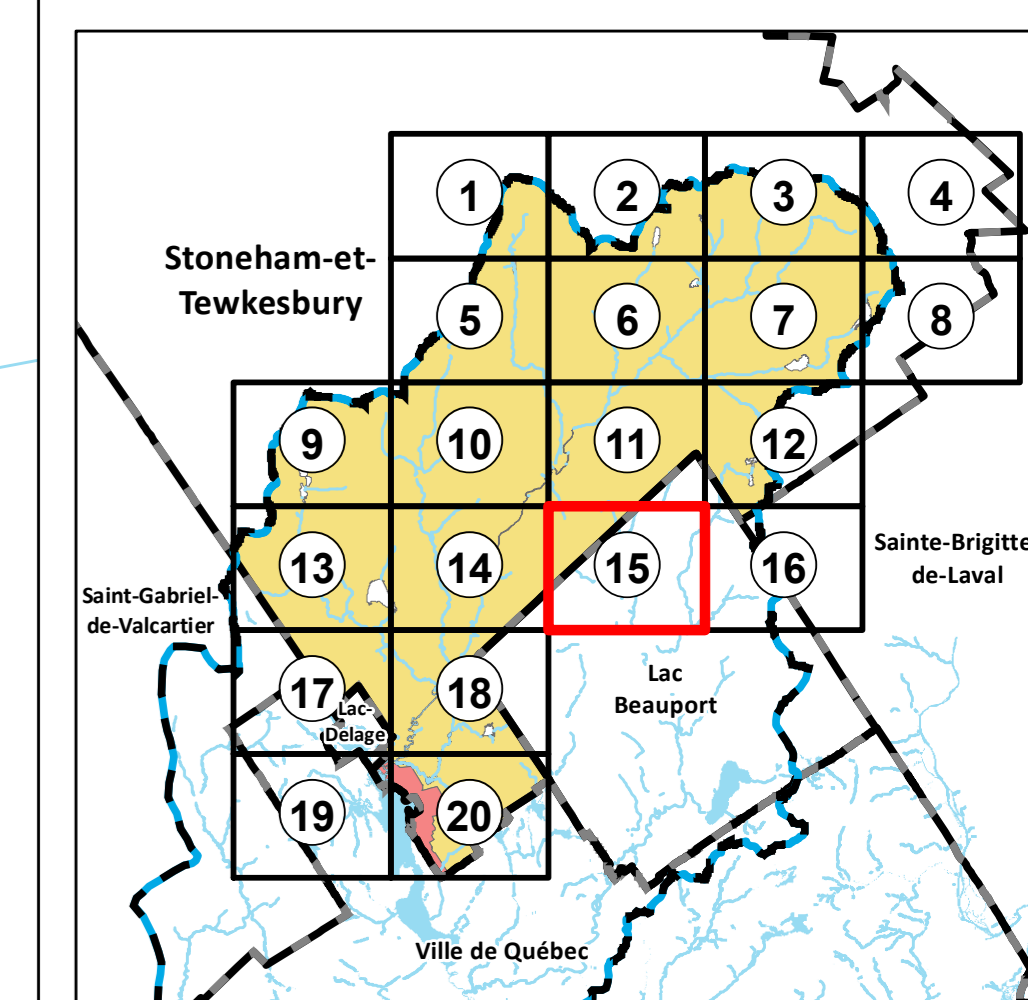 1 2 3 4
Stoneham-et-
Tewkesbury
5 6 7 8
9 10 11 12
13 14 15 16
Sainte-Brigitte
de-Laval
Saint-Gabriel-
de-Valcartier
17 18
Lac-
Delage
Lac
Beauport
19 20
Ville de Québec